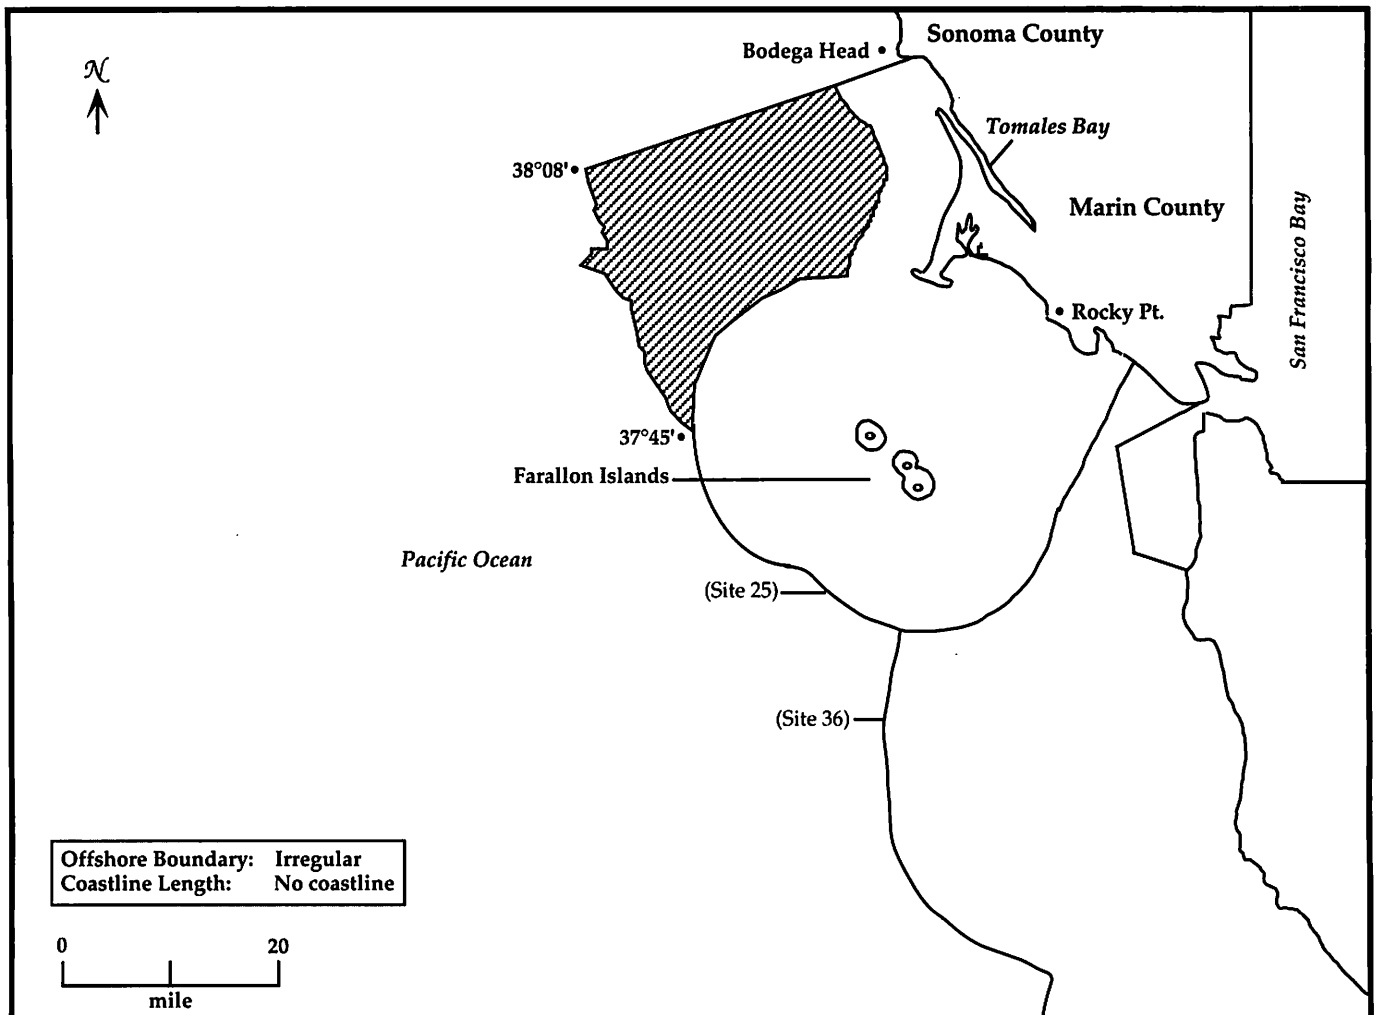 Sonoma County
Bodega Head
N
Tomales Bay
38°08'
Marin County
San Francisco Bay
Rocky Pt.
37°45'
Farallon Islands
Pacific Ocean
(Site 25)
(Site 36)
Offshore Boundary: Irregular
Coastline Length: No coastline
0 20
mile